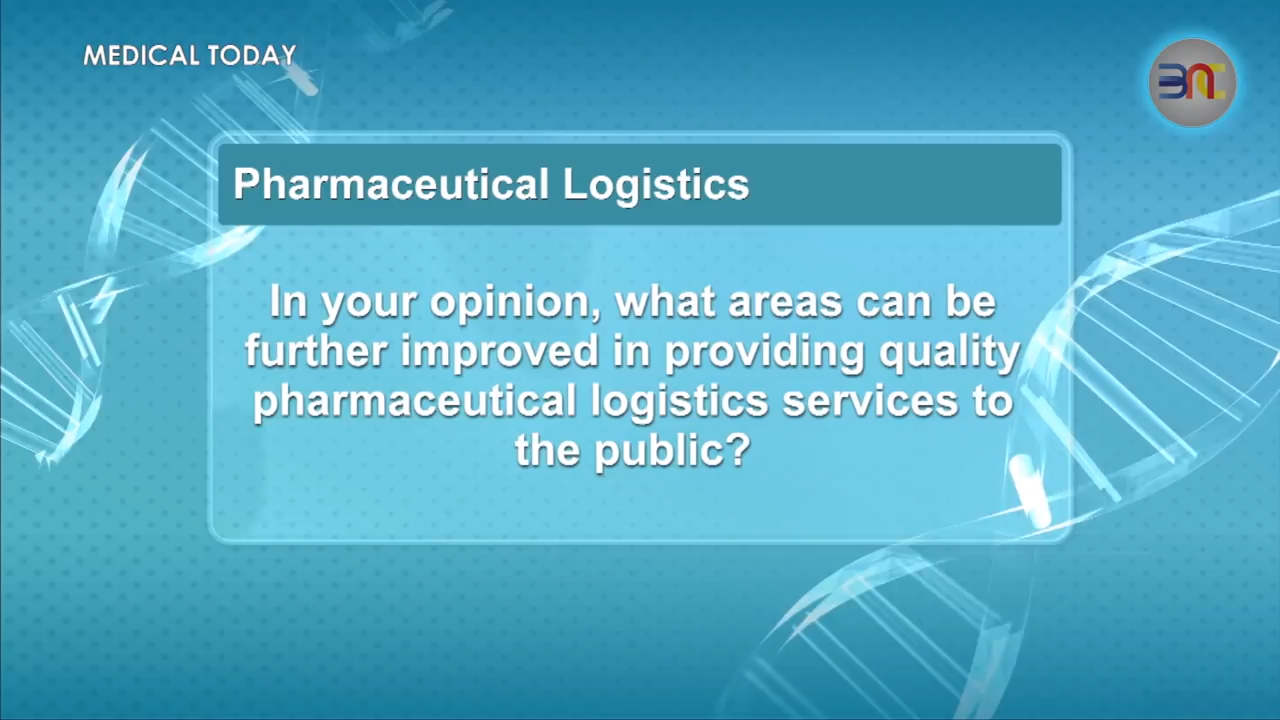 MEDICAL TODAY
BNC
Pharmaceutical Logistics
In your opinion, what areas can be
further improved in providing quality
pharmaceutical logistics services to
the public?